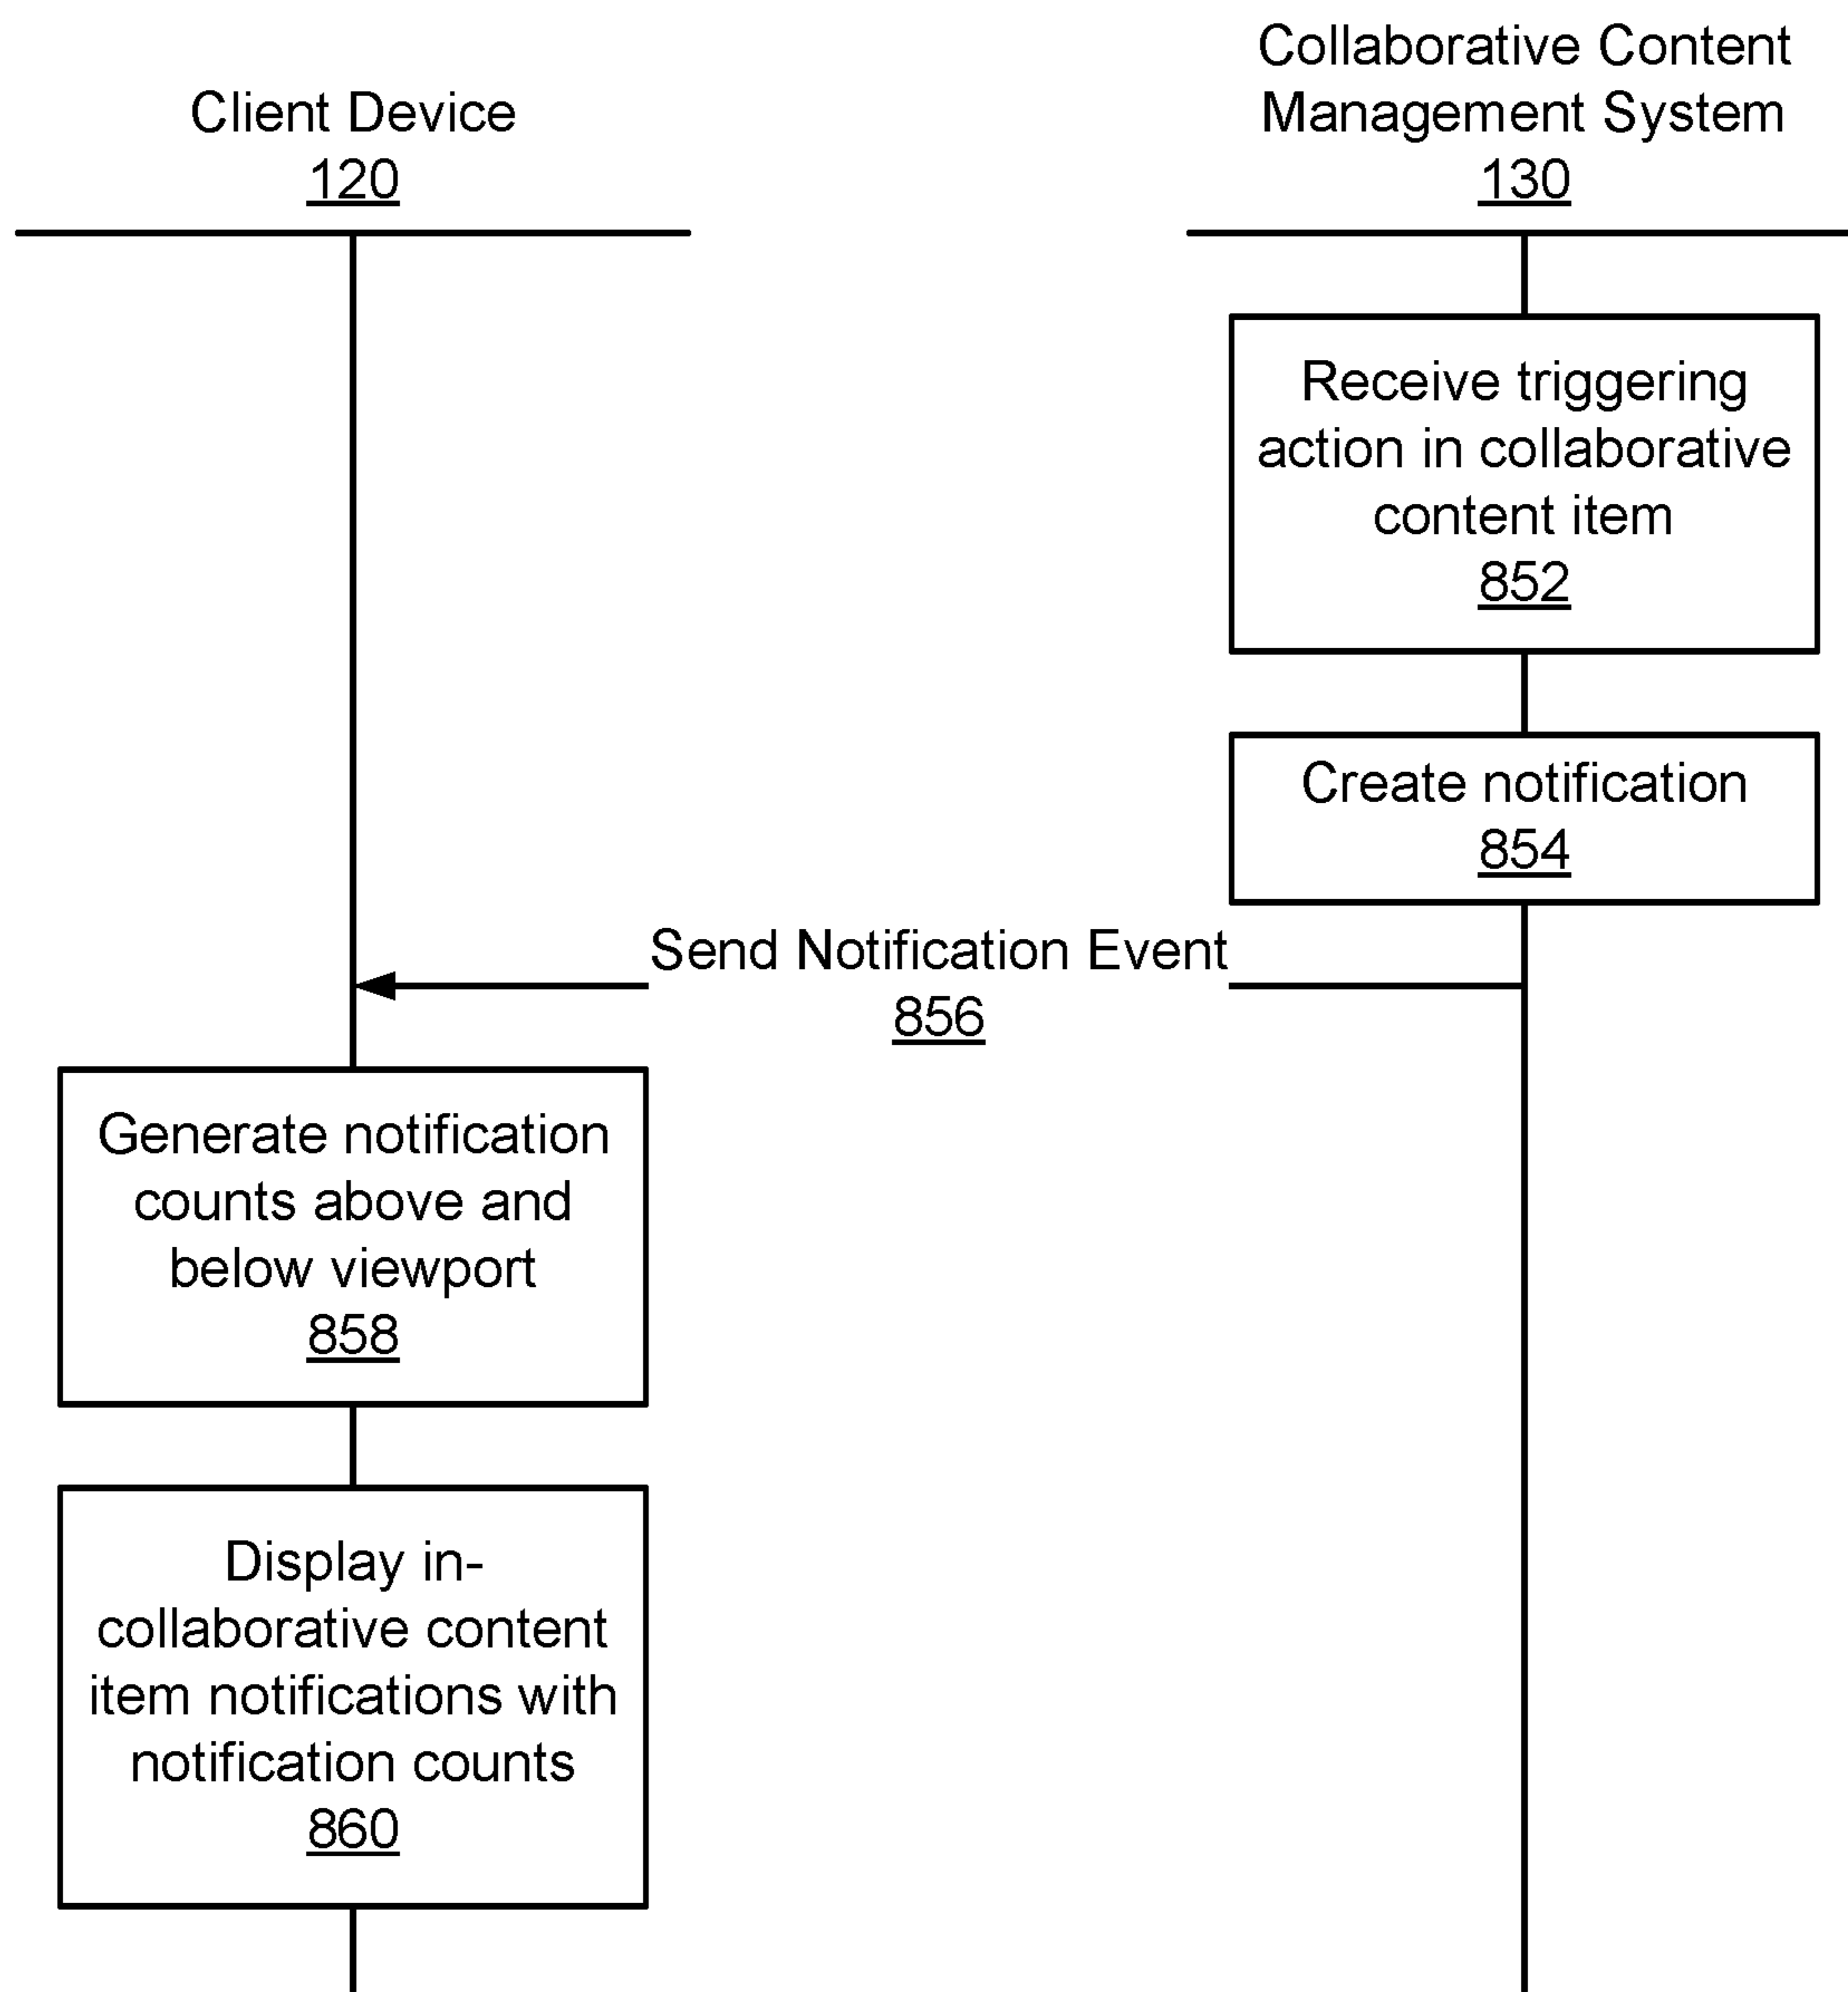 Client Device
120
Collaborative Content
Management System
130
Receive triggering
action in collaborative
content item
852
Create notification
854
Send Notification Event
856
Generate notification
counts above and
below viewport
858
Display in-
collaborative content
item notifications with
notification counts
860